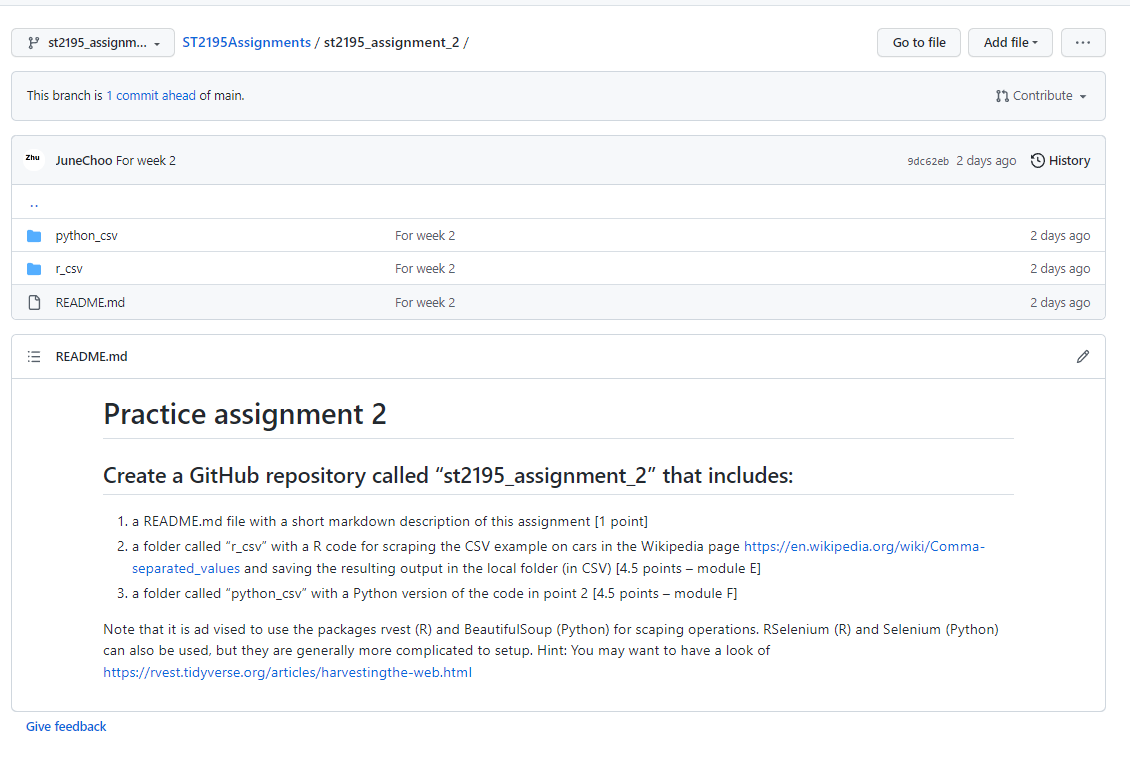 st2195_assignm... ST2195Assignments / st2195_assignment_2 / Go to file Add file ...
This branch is 1 commit ahead of main. Contribute
Zhu JuneChoo For week 2 9dc62eb 2 days ago History
..
python_csv For week 2 2 days ago
r_csv For week 2 2 days ago
README.md For week 2 2 days ago
README.md
Practice assignment 2
Create a GitHub repository called “st2195_assignment_2” that includes:
1. a README.md file with a short markdown description of this assignment [1 point]
2. a folder called “r_csv” with a R code for scraping the CSV example on cars in the Wikipedia page https://en.wikipedia.org/wiki/Comma-
separated_values and saving the resulting output in the local folder (in CSV) [4.5 points – module E]
3. a folder called “python_csv” with a Python version of the code in point 2 [4.5 points – module F]
Note that it is ad vised to use the packages rvest (R) and BeautifulSoup (Python) for scaping operations. RSelenium (R) and Selenium (Python)
can also be used, but they are generally more complicated to setup. Hint: You may want to have a look of
https://rvest.tidyverse.org/articles/harvestingthe-web.html
Give feedback